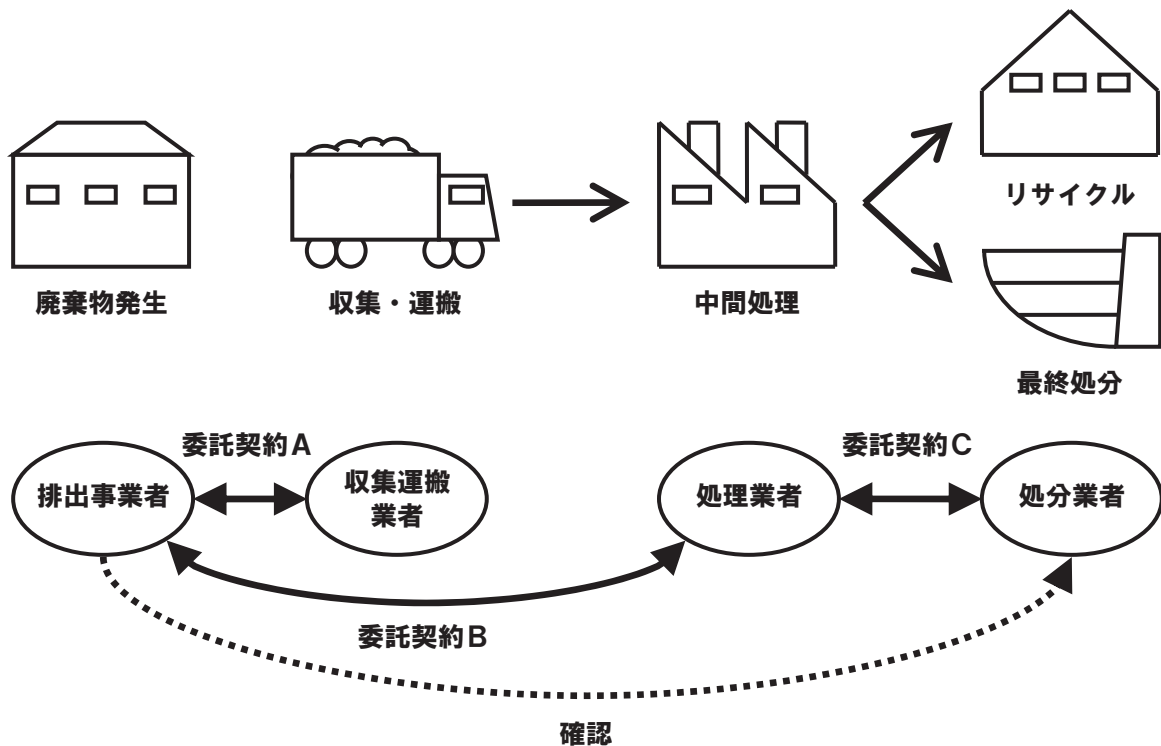 リサイクル
廃棄物発生
収集・運搬
中間処理
最終処分
委託契約A
委託契約C
排出事業者
収集運搬
業者
処理業者
処分業者
委託契約B
確認